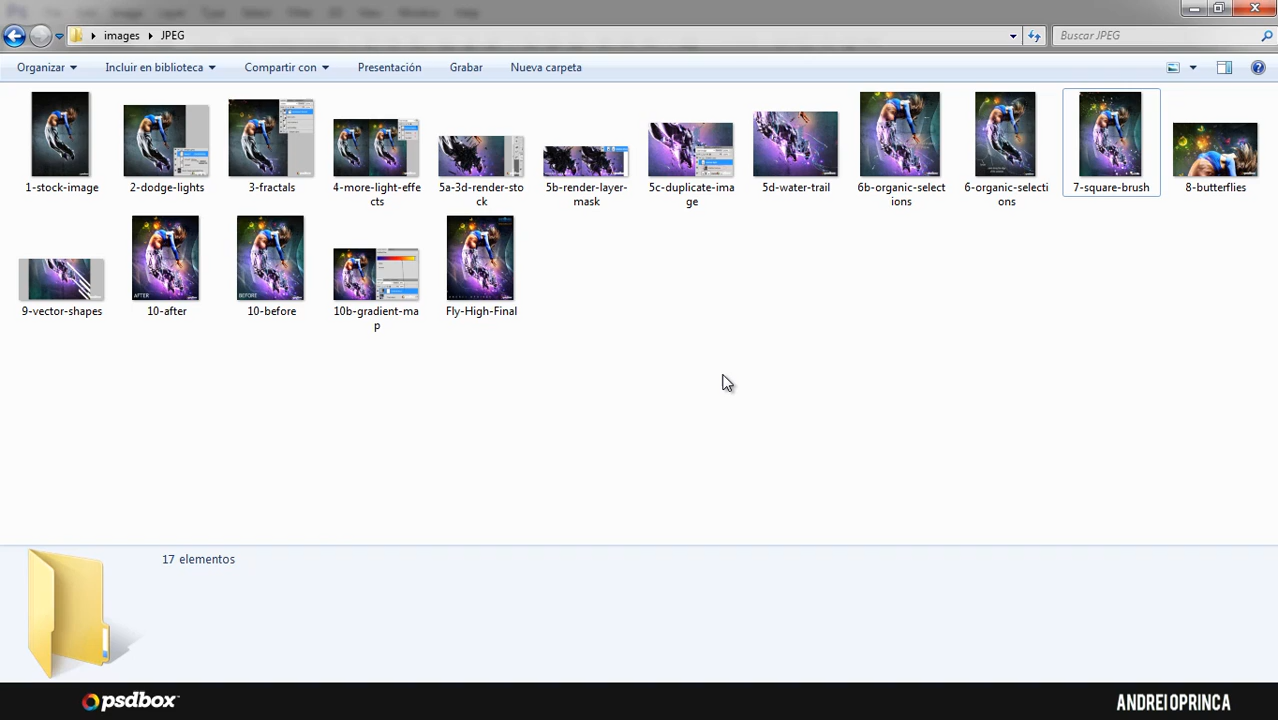 images JPEG Buscar JPEG
Organizar Incluir en biblioteca Compartir con Presentación Grabar Nueva carpeta
1-stock-image 2-dodge-lights 3-fractals 4-more-light-effe 5a-3d-render-sto 5b-render-layer- 5c-duplicate-ima 5d-water-trail 6b-organic-select 6-organic-selecti 7-square-brush 8-butterflies
cts ck mask ge ions ons
AFTER BEFORE
9-vector-shapes 10-after 10-before 10b-gradient-ma Fly-High-Final
p
17 elementos
psdbox ANDREI OPRINCA